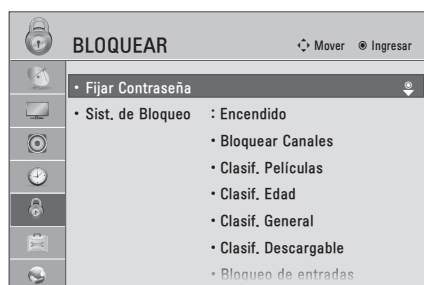 BLOQUEAR
Mover Ingresar
• Fijar Contraseña
• Sist. de Bloqueo : Encendido
• Bloquear Canales
• Clasif. Películas
• Clasif. Edad
• Clasif. General
• Clasif. Descargable
• Bloqueo de entradas